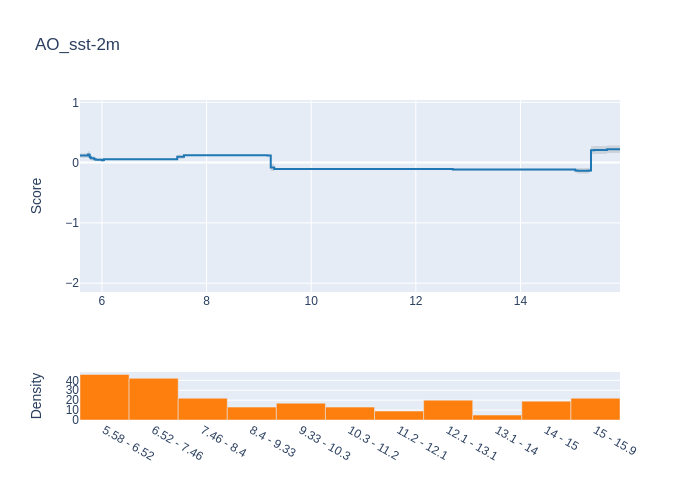 AO_sst-2m
1
0
−1
−2
Score
6
8
10
12
14
40
30
20
10
0
Density
5.58 - 6.52
6.52 - 7.46
7.46 - 8.4
8.4 - 9.33
9.33 - 10.3
10.3 - 11.2
11.2 - 12.1
12.1 - 13.1
13.1 - 14
14 - 15
15 - 15.9